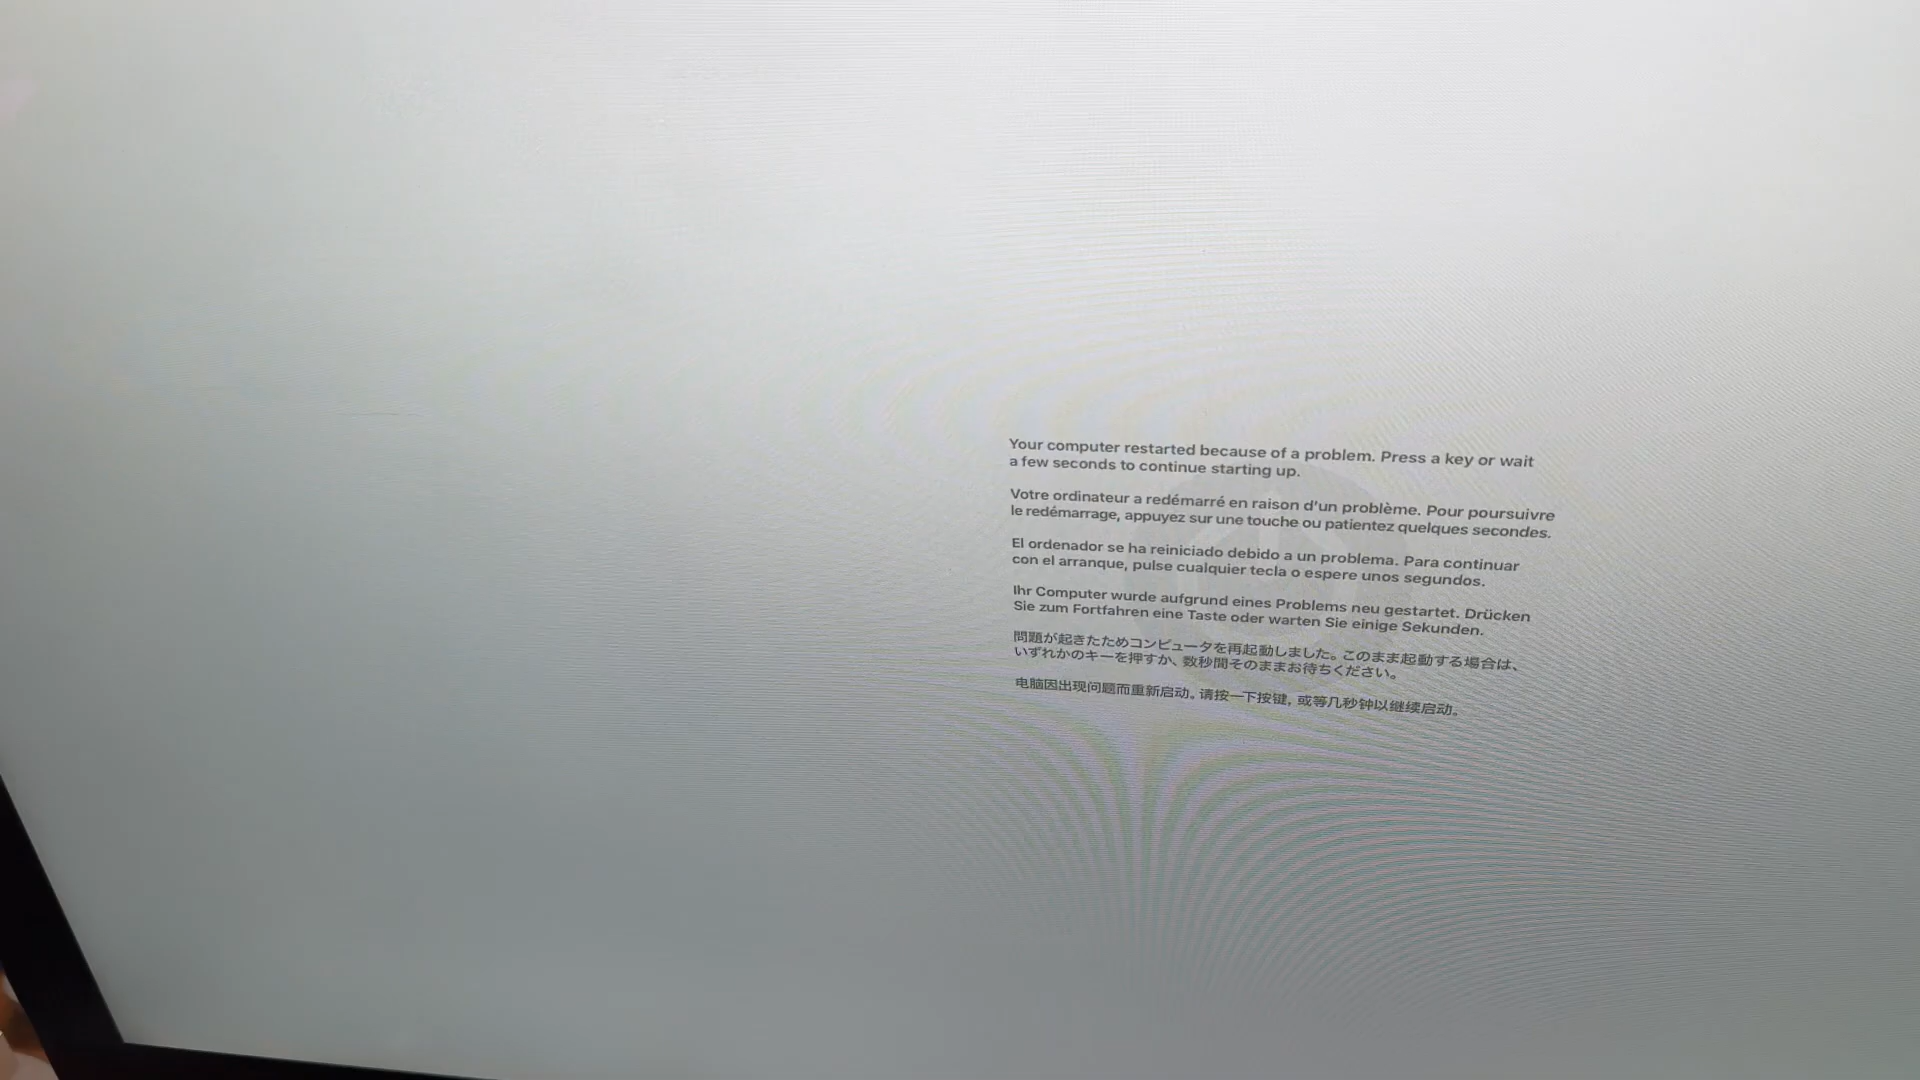 Your computer restarted because of a problem. Press a key or wait
a few seconds to continue starting up.
Votre ordinateur a redémarré en raison d'un problème. Pour poursuivre
le redémarrage, appuyez sur une touche ou patientez quelques secondes.
El ordenador se ha reiniciado debido a un problema. Para continuar
con el arranque, pulse cualquier tecla o espere unos segundos.
Ihr Computer wurde aufgrund eines Problems neu gestartet. Drücken
Sie zum Fortfahren eine Taste oder warten Sie einige Sekunden.
問題が起きたためコンピュータを再起動しました。このまま起動する場合は、
いずれかのキーを押すか、数秒間そのままお待ちください。
电脑因出现问题而重新启动。请按一下按键，或等几秒钟以继续启动。